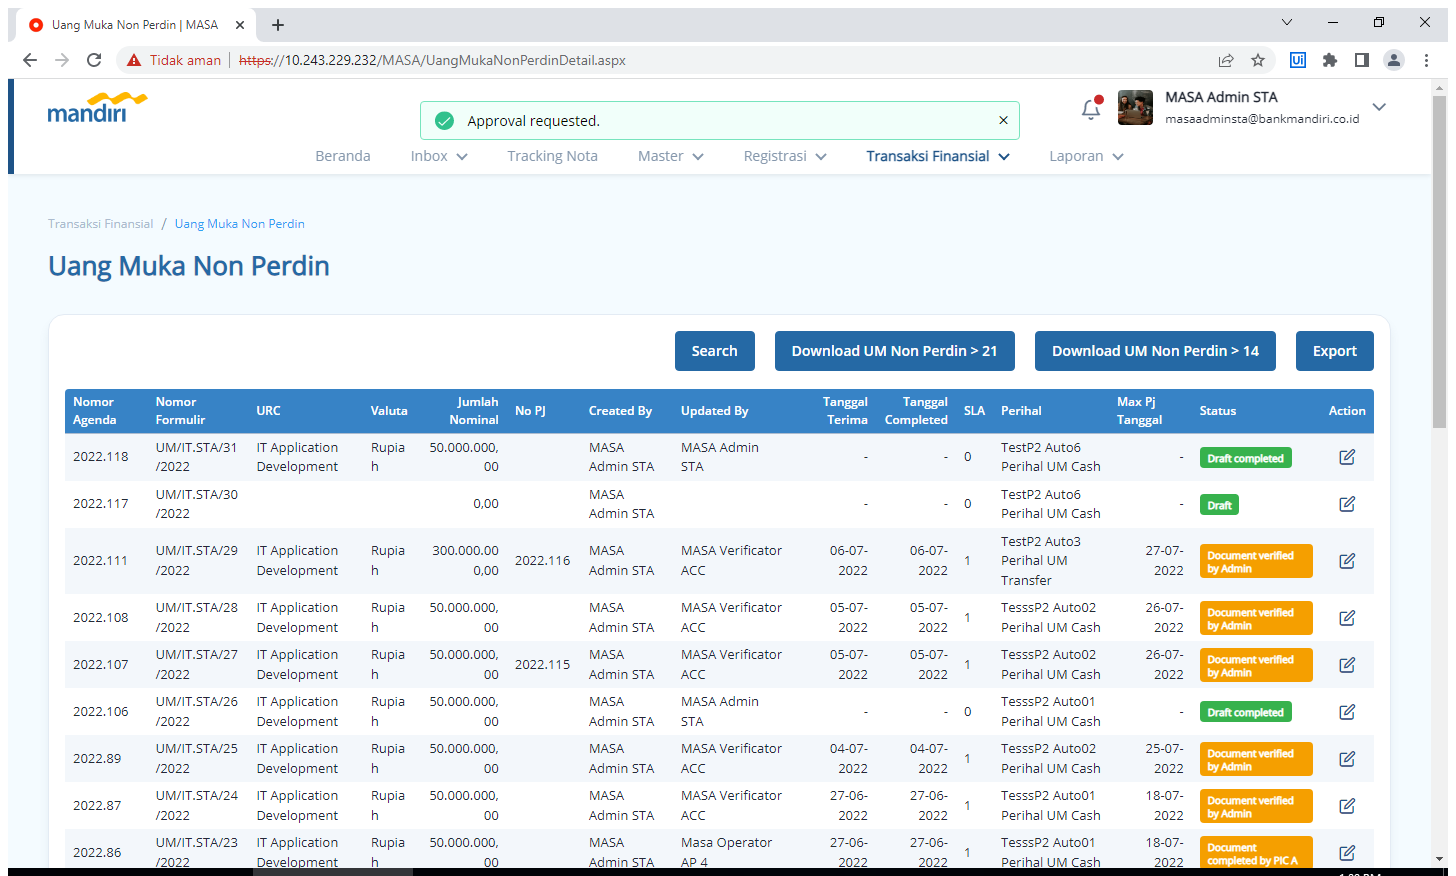 Uang Muka Non Perdin | MASA
Tidak aman
https://10.243.229.232/MASA/UangMukaNonPerdinDetail.aspx
Ui
mandiri
Approval requested.
MASA Admin STA
masaadminsta@bankmandiri.co.id
Beranda Inbox Tracking Nota Master Registrasi Transaksi Finansial Laporan
Transaksi Finansial / Uang Muka Non Perdin
Uang Muka Non Perdin
Search Download UM Non Perdin > 21 Download UM Non Perdin > 14 Export
Nomor Agenda Nomor Formulir URC Valuta Jumlah Nominal No PJ Created By Updated By Tanggal Terima Tanggal Completed SLA Perihal Max Pj Tanggal Status Action
2022.118 UM/IT.STA/31/2022 IT Application Development Rupiah 50.000.000,00 MASA Admin STA MASA Admin STA - - 0 TestP2 Auto6 Perihal UM Cash - Draft completed
2022.117 UM/IT.STA/30/2022 0,00 MASA Admin STA - - 0 TestP2 Auto6 Perihal UM Cash - Draft
2022.111 UM/IT.STA/29/2022 IT Application Development Rupiah 300.000.000,00 2022.116 MASA Admin STA MASA Verificator ACC 06-07-2022 06-07-2022 1 TestP2 Auto3 Perihal UM Transfer 27-07-2022 Document verified by Admin
2022.108 UM/IT.STA/28/2022 IT Application Development Rupiah 50.000.000,00 MASA Admin STA MASA Verificator ACC 05-07-2022 05-07-2022 1 TesssP2 Auto02 Perihal UM Cash 26-07-2022 Document verified by Admin
2022.107 UM/IT.STA/27/2022 IT Application Development Rupiah 50.000.000,00 2022.115 MASA Admin STA MASA Verificator ACC 05-07-2022 05-07-2022 1 TesssP2 Auto02 Perihal UM Cash 26-07-2022 Document verified by Admin
2022.106 UM/IT.STA/26/2022 IT Application Development Rupiah 50.000.000,00 MASA Admin STA MASA Admin STA - - 0 TesssP2 Auto01 Perihal UM Cash - Draft completed
2022.89 UM/IT.STA/25/2022 IT Application Development Rupiah 50.000.000,00 MASA Admin STA MASA Verificator ACC 04-07-2022 04-07-2022 1 TesssP2 Auto02 Perihal UM Cash 25-07-2022 Document verified by Admin
2022.87 UM/IT.STA/24/2022 IT Application Development Rupiah 50.000.000,00 MASA Admin STA MASA Verificator ACC 27-06-2022 27-06-2022 1 TesssP2 Auto01 Perihal UM Cash 18-07-2022 Document verified by Admin
2022.86 UM/IT.STA/23/2022 IT Application Development Rupiah 50.000.000,00 MASA Admin STA Masa Operator AP 4 27-06-2022 27-06-2022 1 TesssP2 Auto01 Perihal UM Cash 18-07-2022 Document completed by PIC A